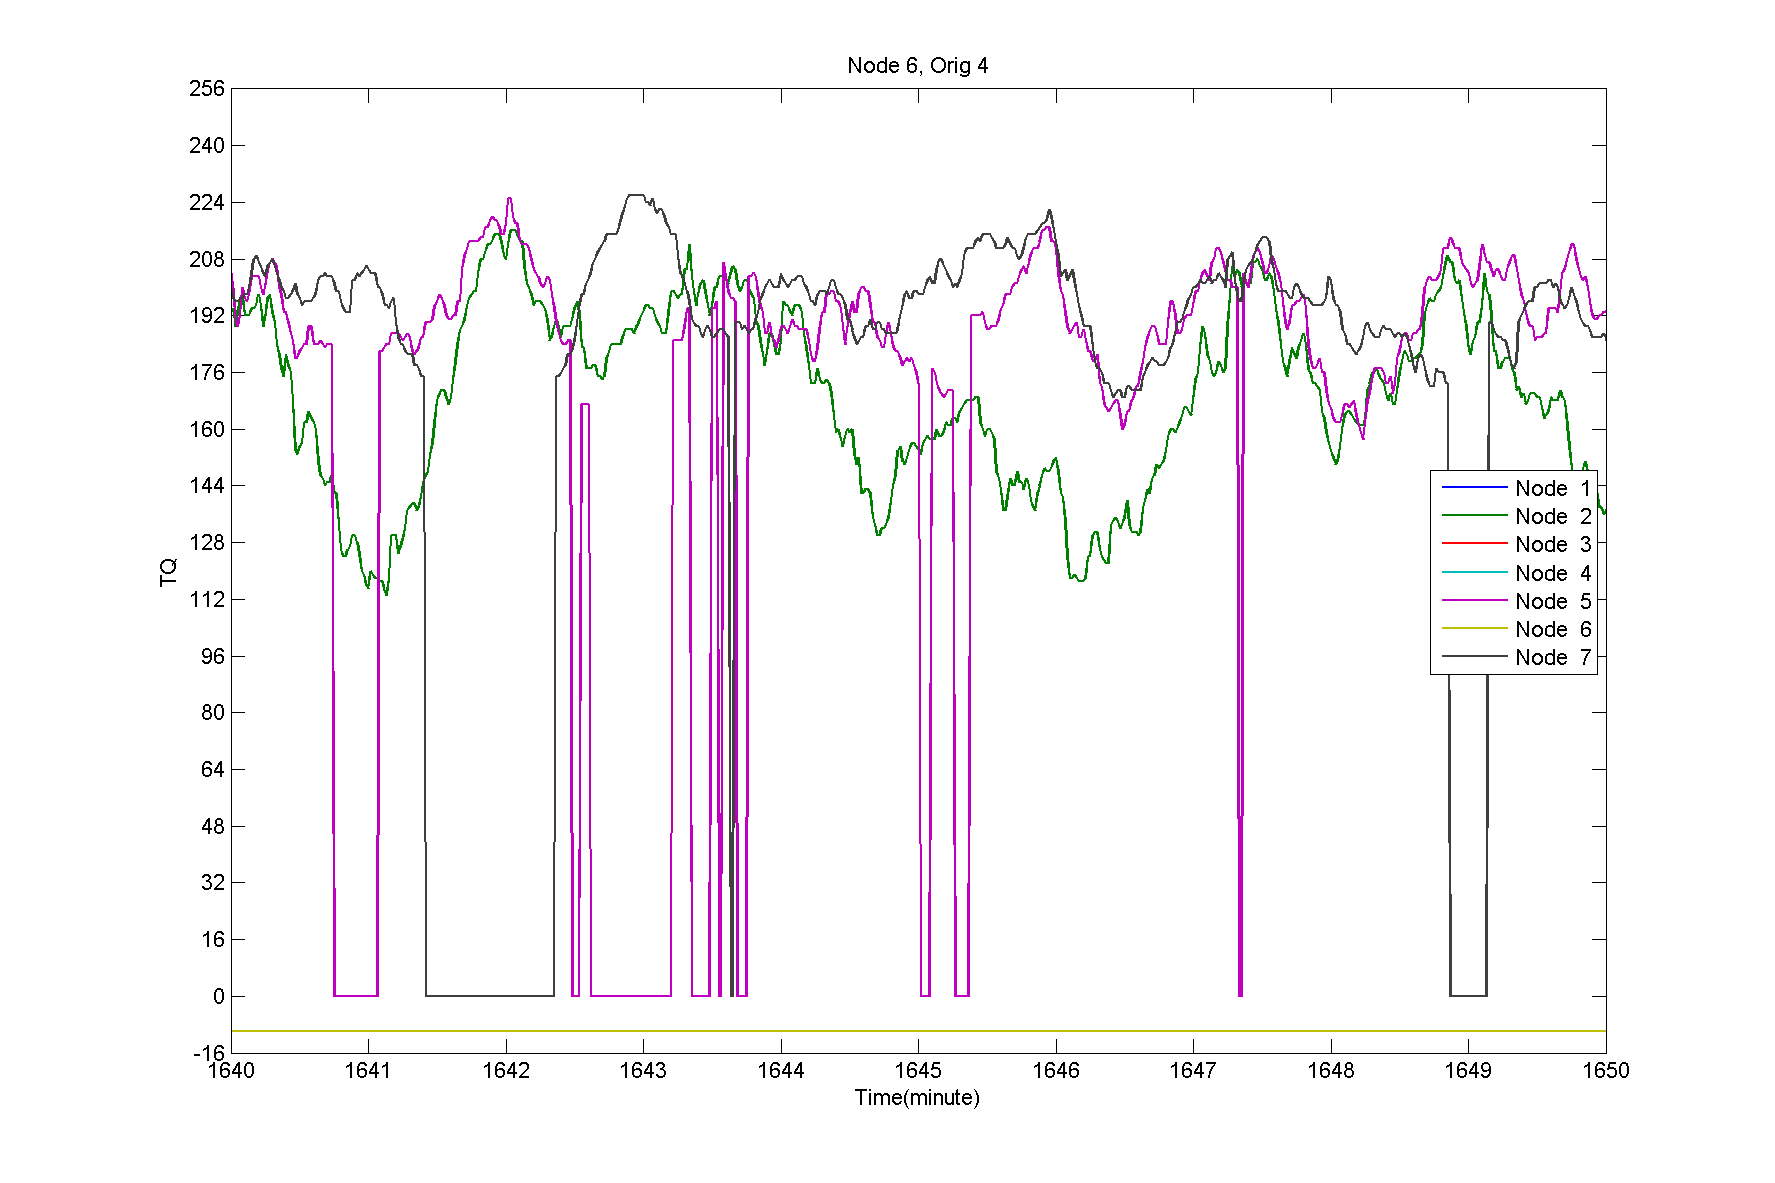 Node 6, Orig 4
256
240
224
208
192
176
160
144
128
112
96
80
64
48
32
16
0
-16
TQ
Node 1
Node 2
Node 3
Node 4
Node 5
Node 6
Node 7
1640 1641 1642 1643 1644 1645 1646 1647 1648 1649 1650
Time(minute)